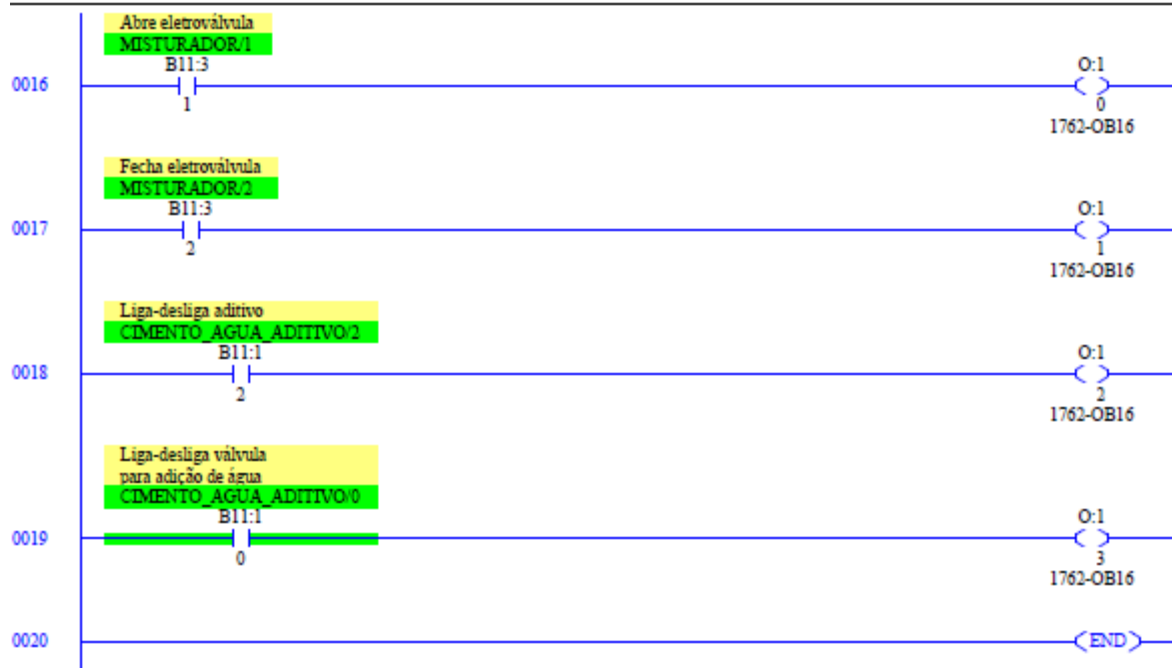 Abre eletroválvula
MISTURADOR/1
B11:3
O:1
0016
1
0
1762-OB16
Fecha eletroválvula
MISTURADOR/2
B11:3
O:1
0017
2
1
1762-OB16
Liga-desliga aditivo
CIMENTO_AGUA_ADITIVO/2
B11:1
O:1
0018
2
2
1762-OB16
Liga-desliga válvula
para adição de água
CIMENTO_AGUA_ADITIVO/0
B11:1
O:1
0019
0
3
1762-OB16
0020
END